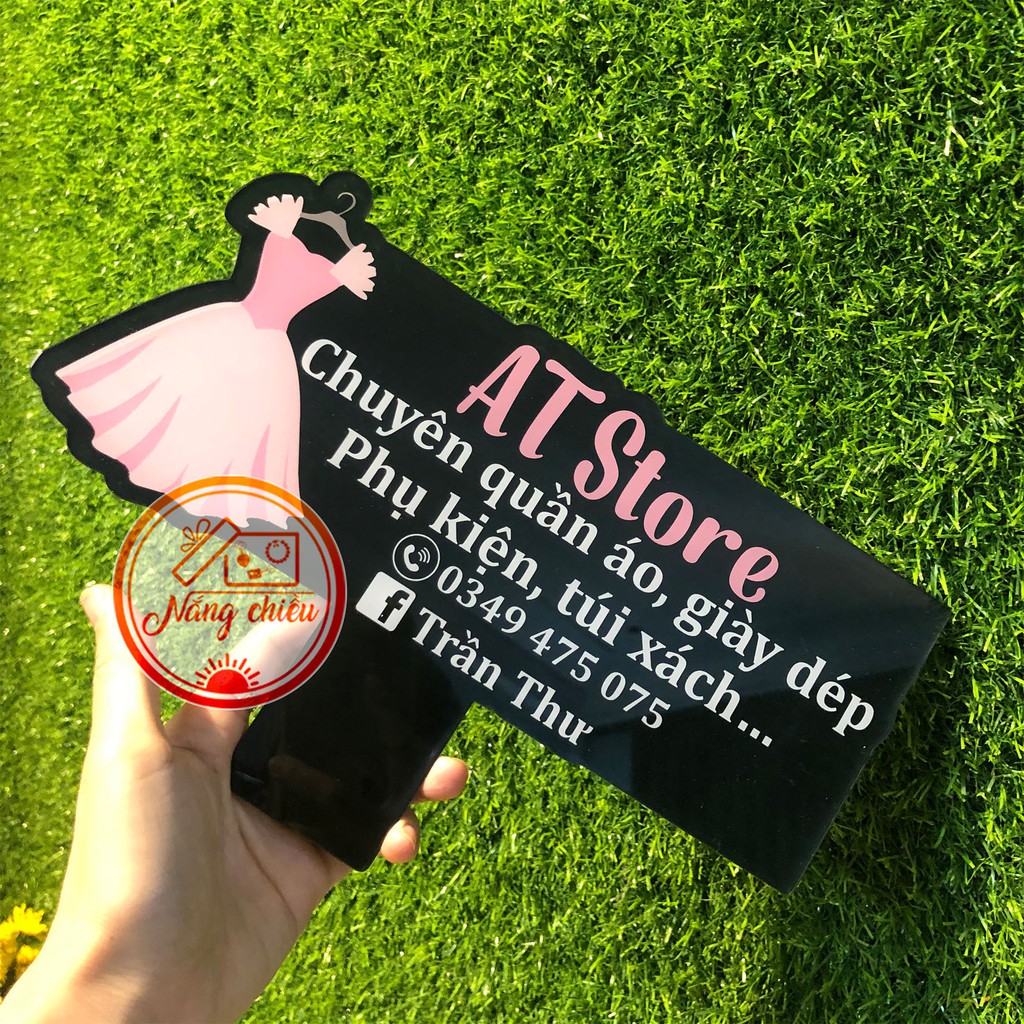 AT Store
Chuyên quần áo, giày dép
Phụ kiện, túi xách...
0349 475 075
f Trần Thư
Nắng chiều